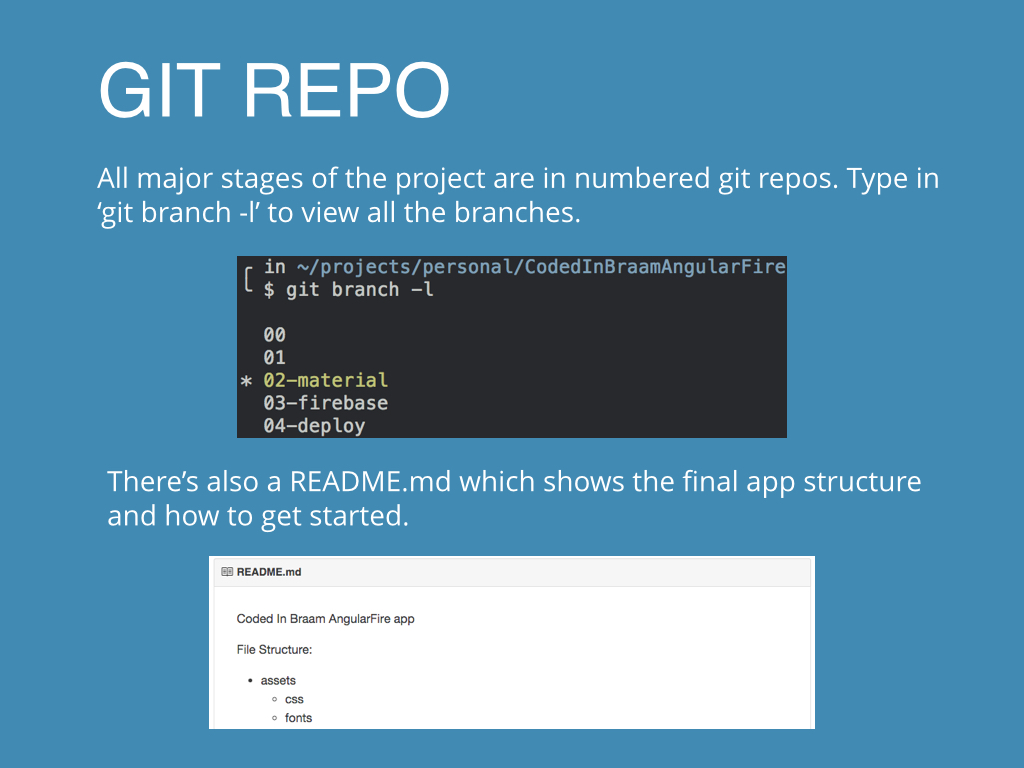 GIT REPO
All major stages of the project are in numbered git repos. Type in
‘git branch -l’ to view all the branches.
in ~/projects/personal/CodedInBraamAngularFire
$ git branch -l
00
01
* 02-material
03-firebase
04-deploy
There’s also a README.md which shows the final app structure
and how to get started.
README.md
Coded In Braam AngularFire app
File Structure:
• assets
◦ css
◦ fonts